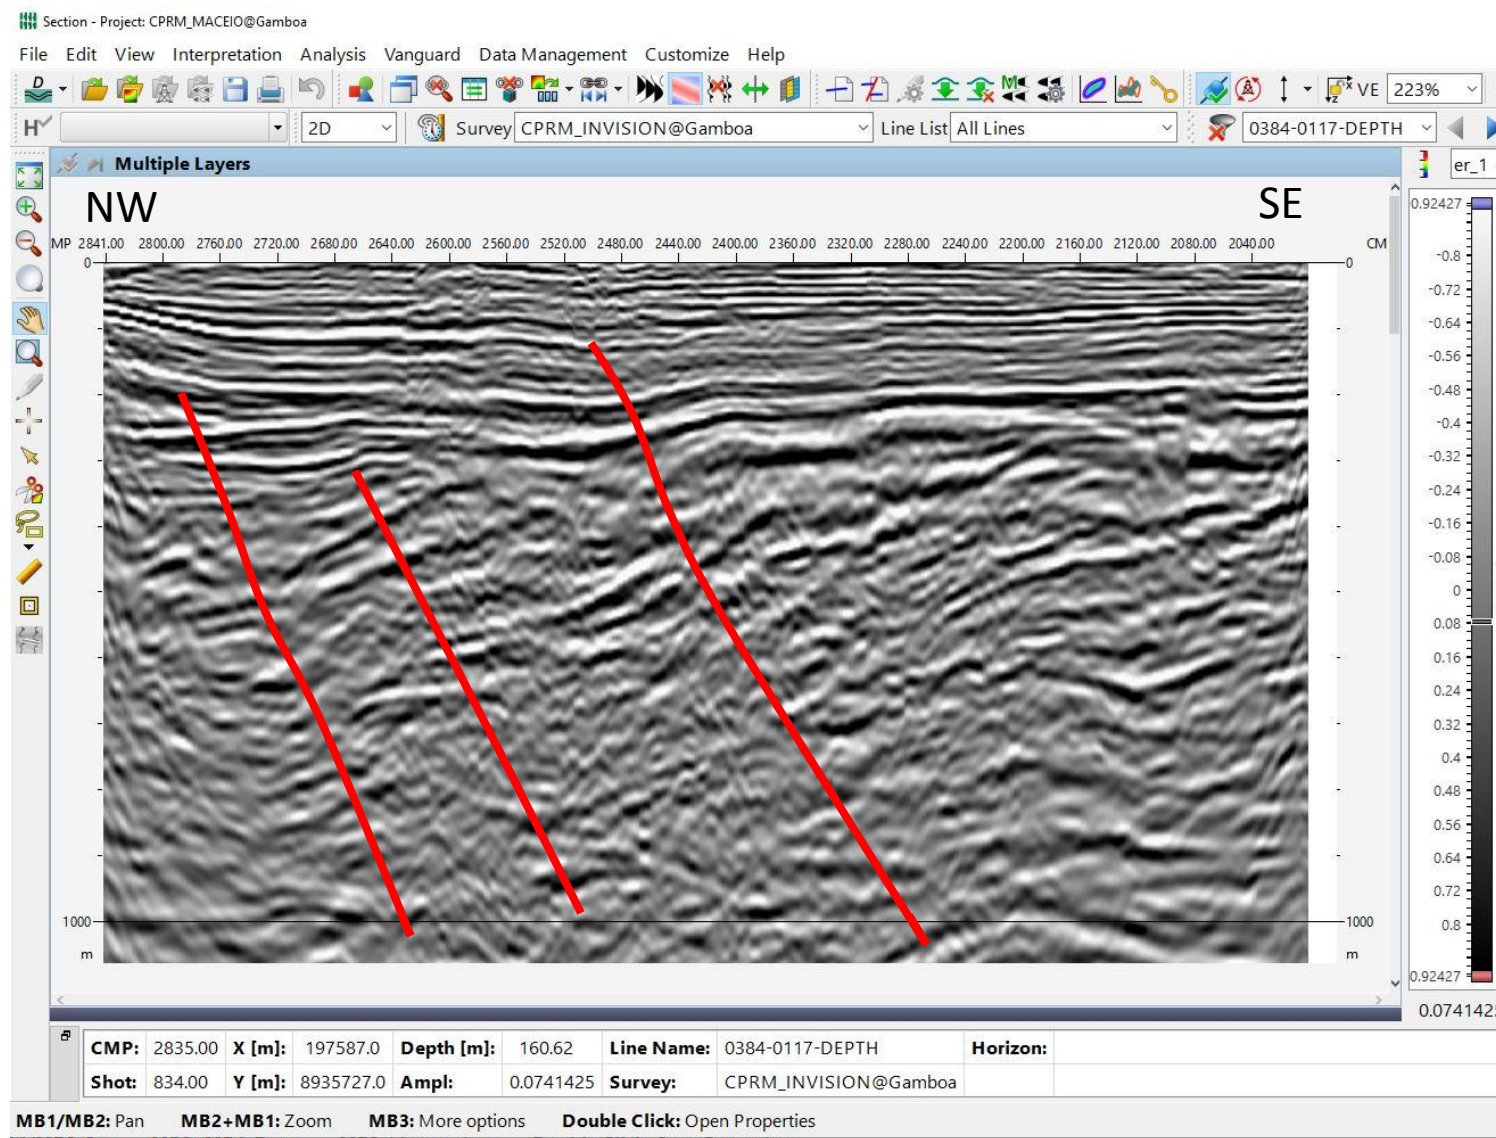 Section - Project: CPRM_MACEIO@Gamboa
File Edit View Interpretation Analysis Vanguard Data Management Customize Help
D VE 223%
H 2D Survey CPRM_INVISION@Gamboa Line List All Lines 0384-0117-DEPTH
Multiple Layers er_1
NW SE
0.92427
MP 2841.00 2800.00 2760.00 2720.00 2680.00 2640.00 2600.00 2560.00 2520.00 2480.00 2440.00 2400.00 2360.00 2320.00 2280.00 2240.00 2200.00 2160.00 2120.00 2080.00 2040.00 CM
0 0
-0.8
-0.72
-0.64
-0.56
-0.48
-0.4
-0.32
-0.24
-0.16
-0.08
0
0.08
0.16
0.24
0.32
0.4
0.48
0.56
0.64
0.72
0.8
1000 1000
m m
0.92427
0.0741425
CMP: 2835.00 X [m]: 197587.0 Depth [m]: 160.62 Line Name: 0384-0117-DEPTH Horizon:
Shot: 834.00 Y [m]: 8935727.0 Ampl: 0.0741425 Survey: CPRM_INVISION@Gamboa
MB1/MB2: Pan MB2+MB1: Zoom MB3: More options Double Click: Open Properties